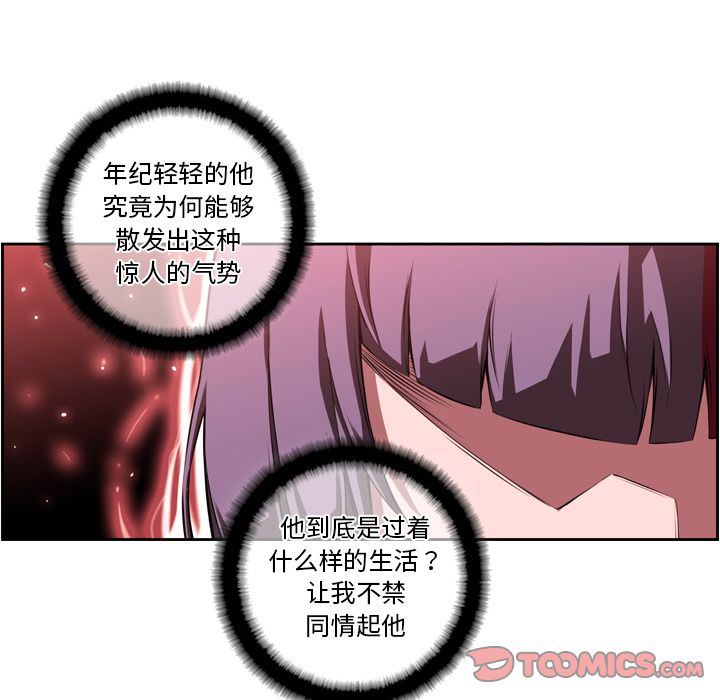 年纪轻轻的他
究竟为何能够
散发出这种
惊人的气势
他到底是过着
什么样的生活？
让我不禁
同情起他
TOOMICS.COM